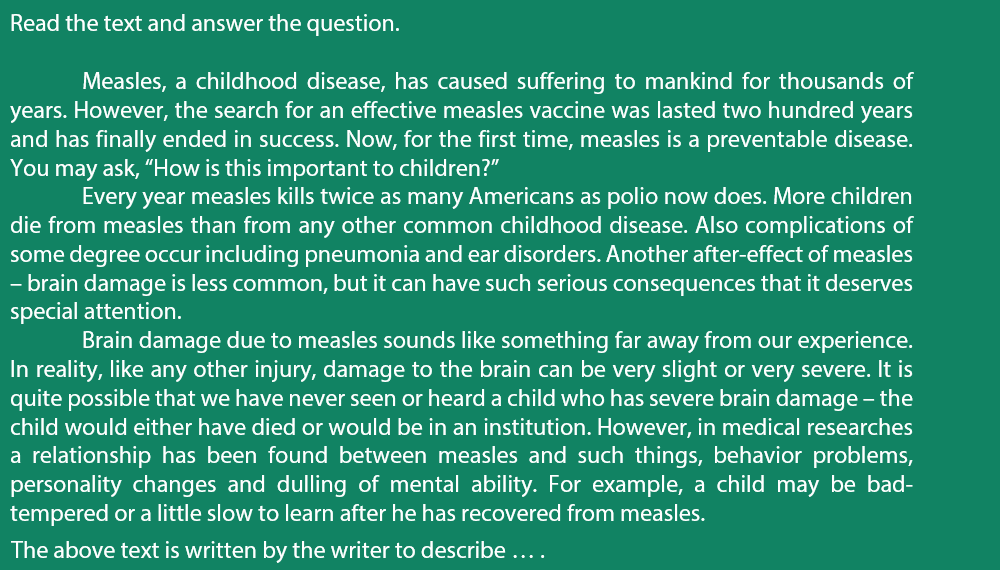 Read the text and answer the question.
Measles, a childhood disease, has caused suffering to mankind for thousands of
years. However, the search for an effective measles vaccine was lasted two hundred years
and has finally ended in success. Now, for the first time, measles is a preventable disease.
You may ask, “How is this important to children?”
Every year measles kills twice as many Americans as polio now does. More children
die from measles than from any other common childhood disease. Also complications of
some degree occur including pneumonia and ear disorders. Another after-effect of measles
– brain damage is less common, but it can have such serious consequences that it deserves
special attention.
Brain damage due to measles sounds like something far away from our experience.
In reality, like any other injury, damage to the brain can be very slight or very severe. It is
quite possible that we have never seen or heard a child who has severe brain damage – the
child would either have died or would be in an institution. However, in medical researches
a relationship has been found between measles and such things, behavior problems,
personality changes and dulling of mental ability. For example, a child may be bad-
tempered or a little slow to learn after he has recovered from measles.
The above text is written by the writer to describe … .